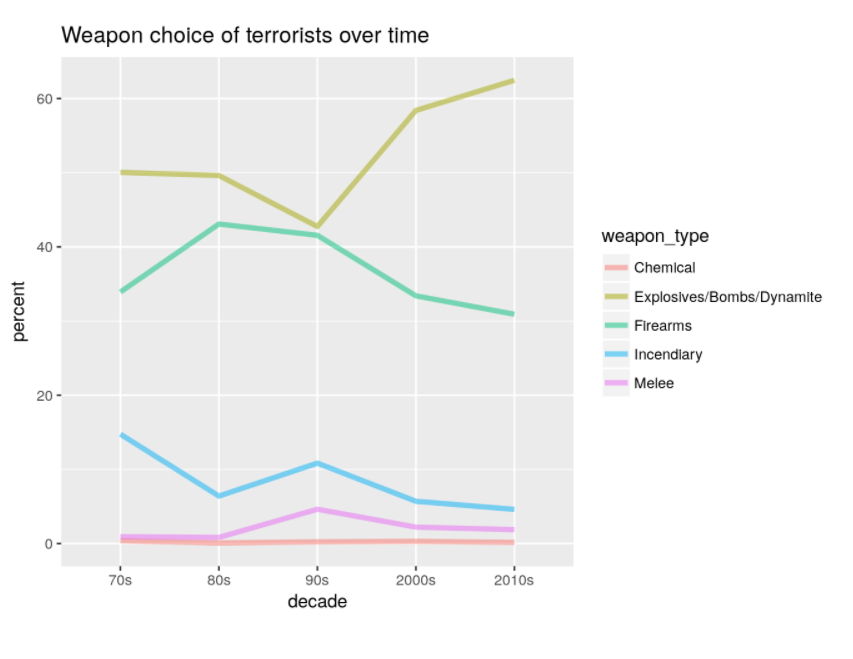 Weapon choice of terrorists over time
60
40
20
0
percent
70s 80s 90s 2000s 2010s
decade
weapon_type
Chemical
Explosives/Bombs/Dynamite
Firearms
Incendiary
Melee